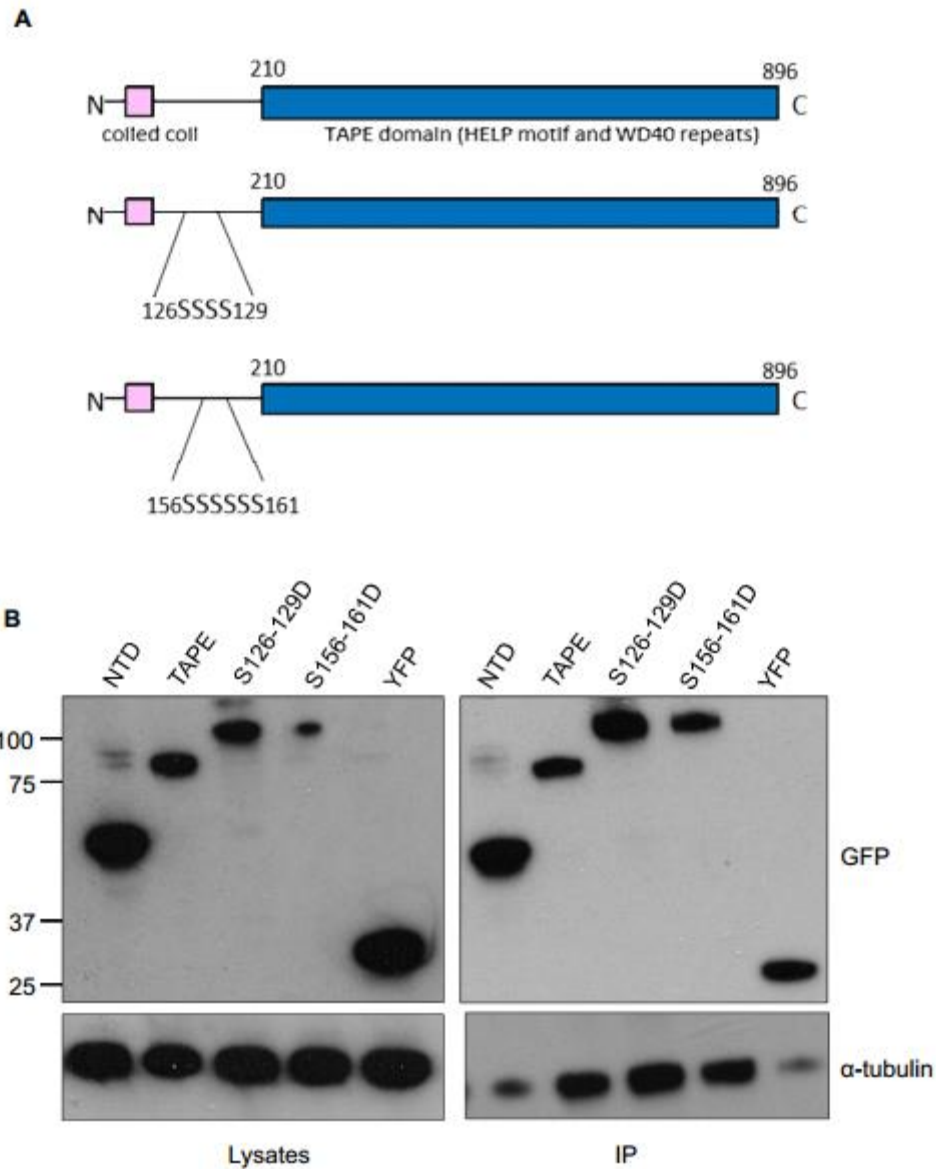 A
210 896
N C
coiled coil TAPE domain (HELP motif and WD40 repeats)
210 896
N C
126SSSS129
210 896
N C
156SSSSSS161
B
NTD TAPE S126-129D S156-161D YFP NTD TAPE S126-129D S156-161D YFP
100
75
GFP
37
25
α-tubulin
Lysates IP